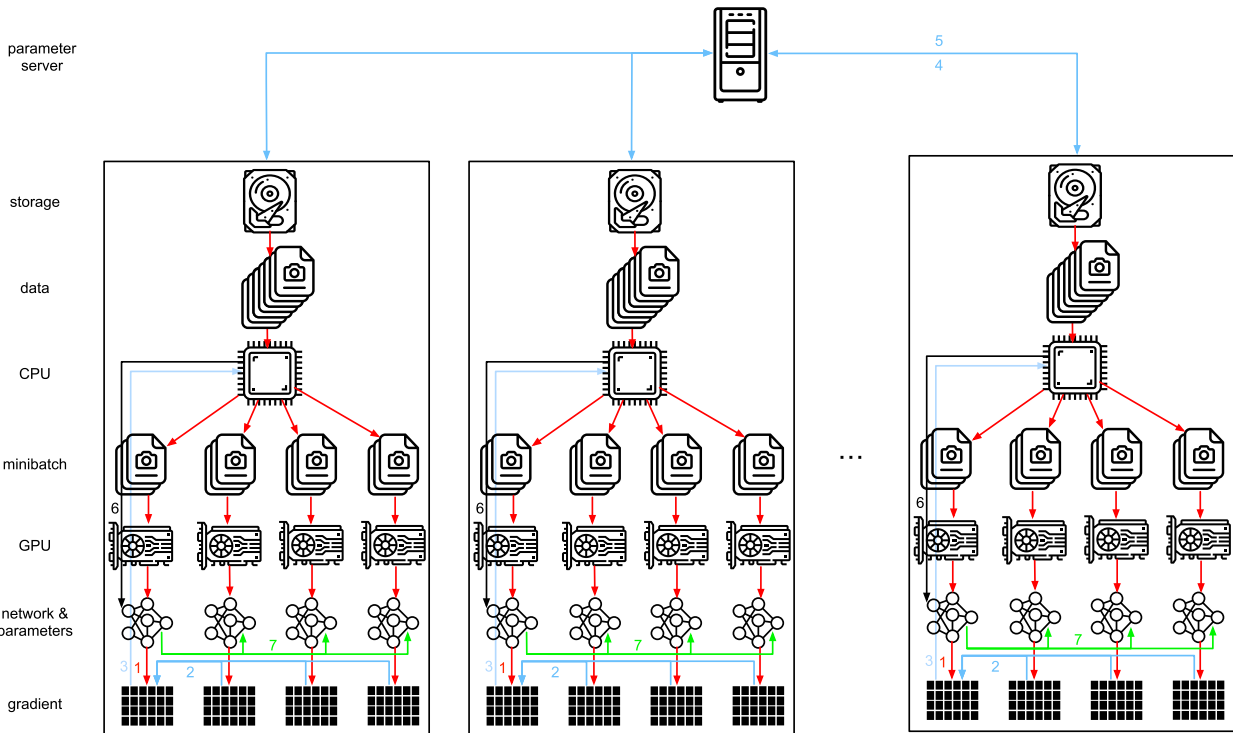 parameter
server
5
4
storage
data
CPU
minibatch
...
6
6
6
GPU
network &
parameters
7
7
7
3
1
2
3
1
2
3
1
2
gradient